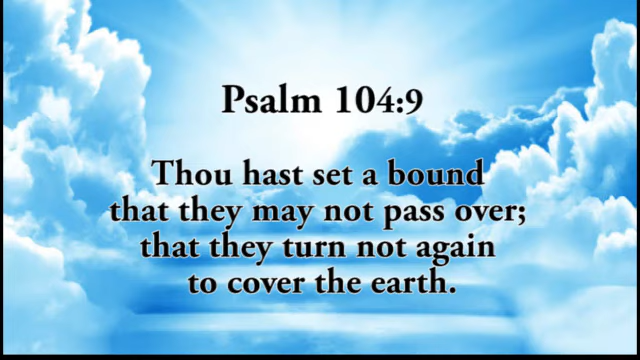 Psalm 104:9
Thou hast set a bound
that they may not pass over;
that they turn not again
to cover the earth.